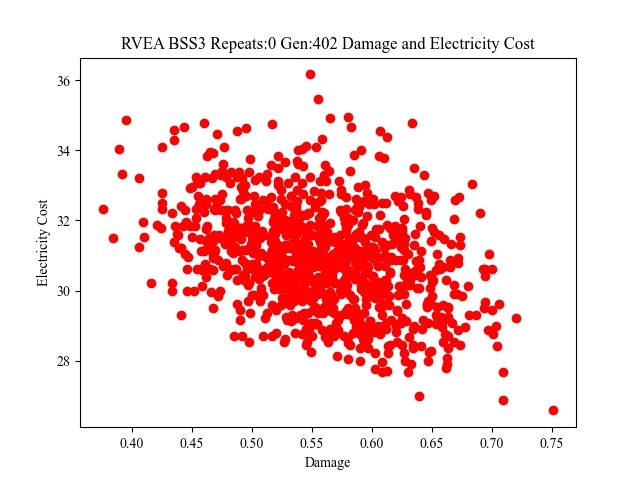 RVEA BSS3 Repeats:0 Gen:402 Damage and Electricity Cost
36
34
32
30
28
Electricity Cost
0.40 0.45 0.50 0.55 0.60 0.65 0.70 0.75
Damage